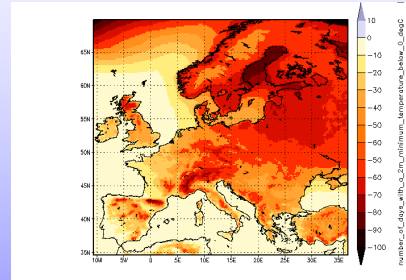 10
0
-10
-20
-30
-40
-50
-60
-70
-80
-90
-100
number_of_days_with_a_2m_minimum_temperature_below_0_degC
65N
60N
55N
50N
45N
40N
35N
10W 5W 0 5E 10E 15E 20E 25E 30E 35E